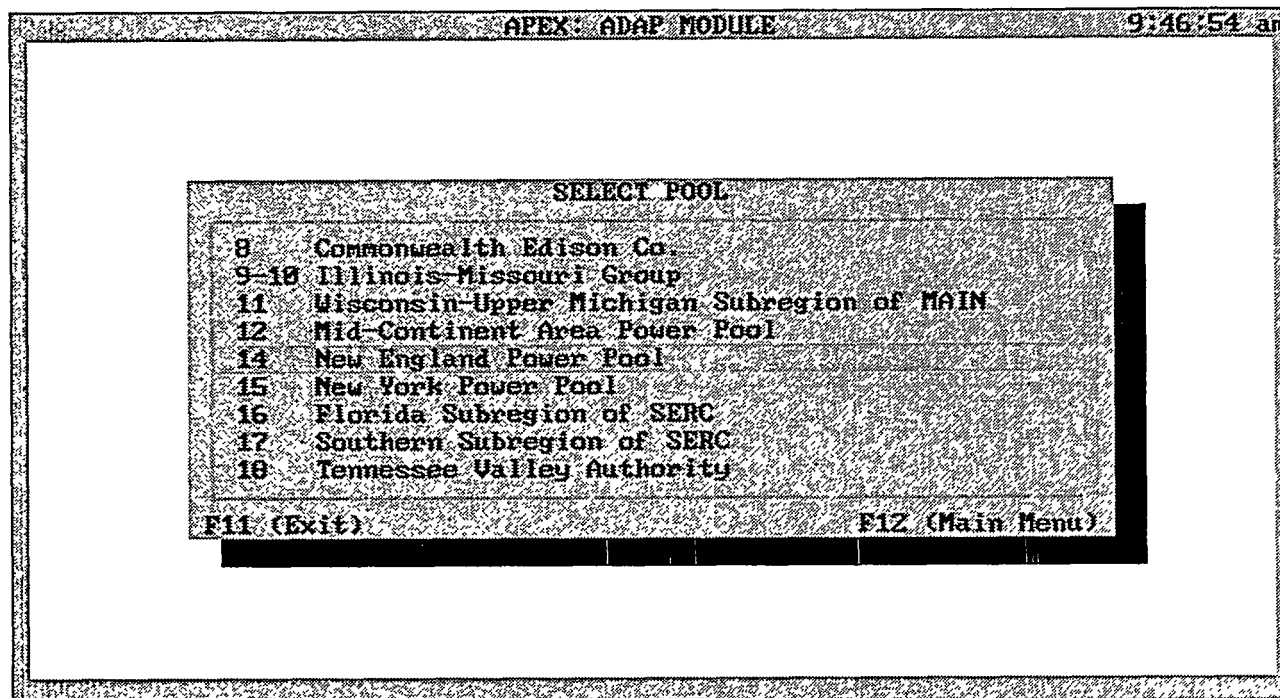 APEX: ADAP MODULE 9:46:54 am
SELECT POOL
8 Commonwealth Edison Co.
9-10 Illinois-Missouri Group
11 Wisconsin-Upper Michigan Subregion of MAIN
12 Mid-Continent Area Power Pool
14 New England Power Pool
15 New York Power Pool
16 Florida Subregion of SERC
17 Southern Subregion of SERC
18 Tennessee Valley Authority
F11 (Exit) F12 (Main Menu)